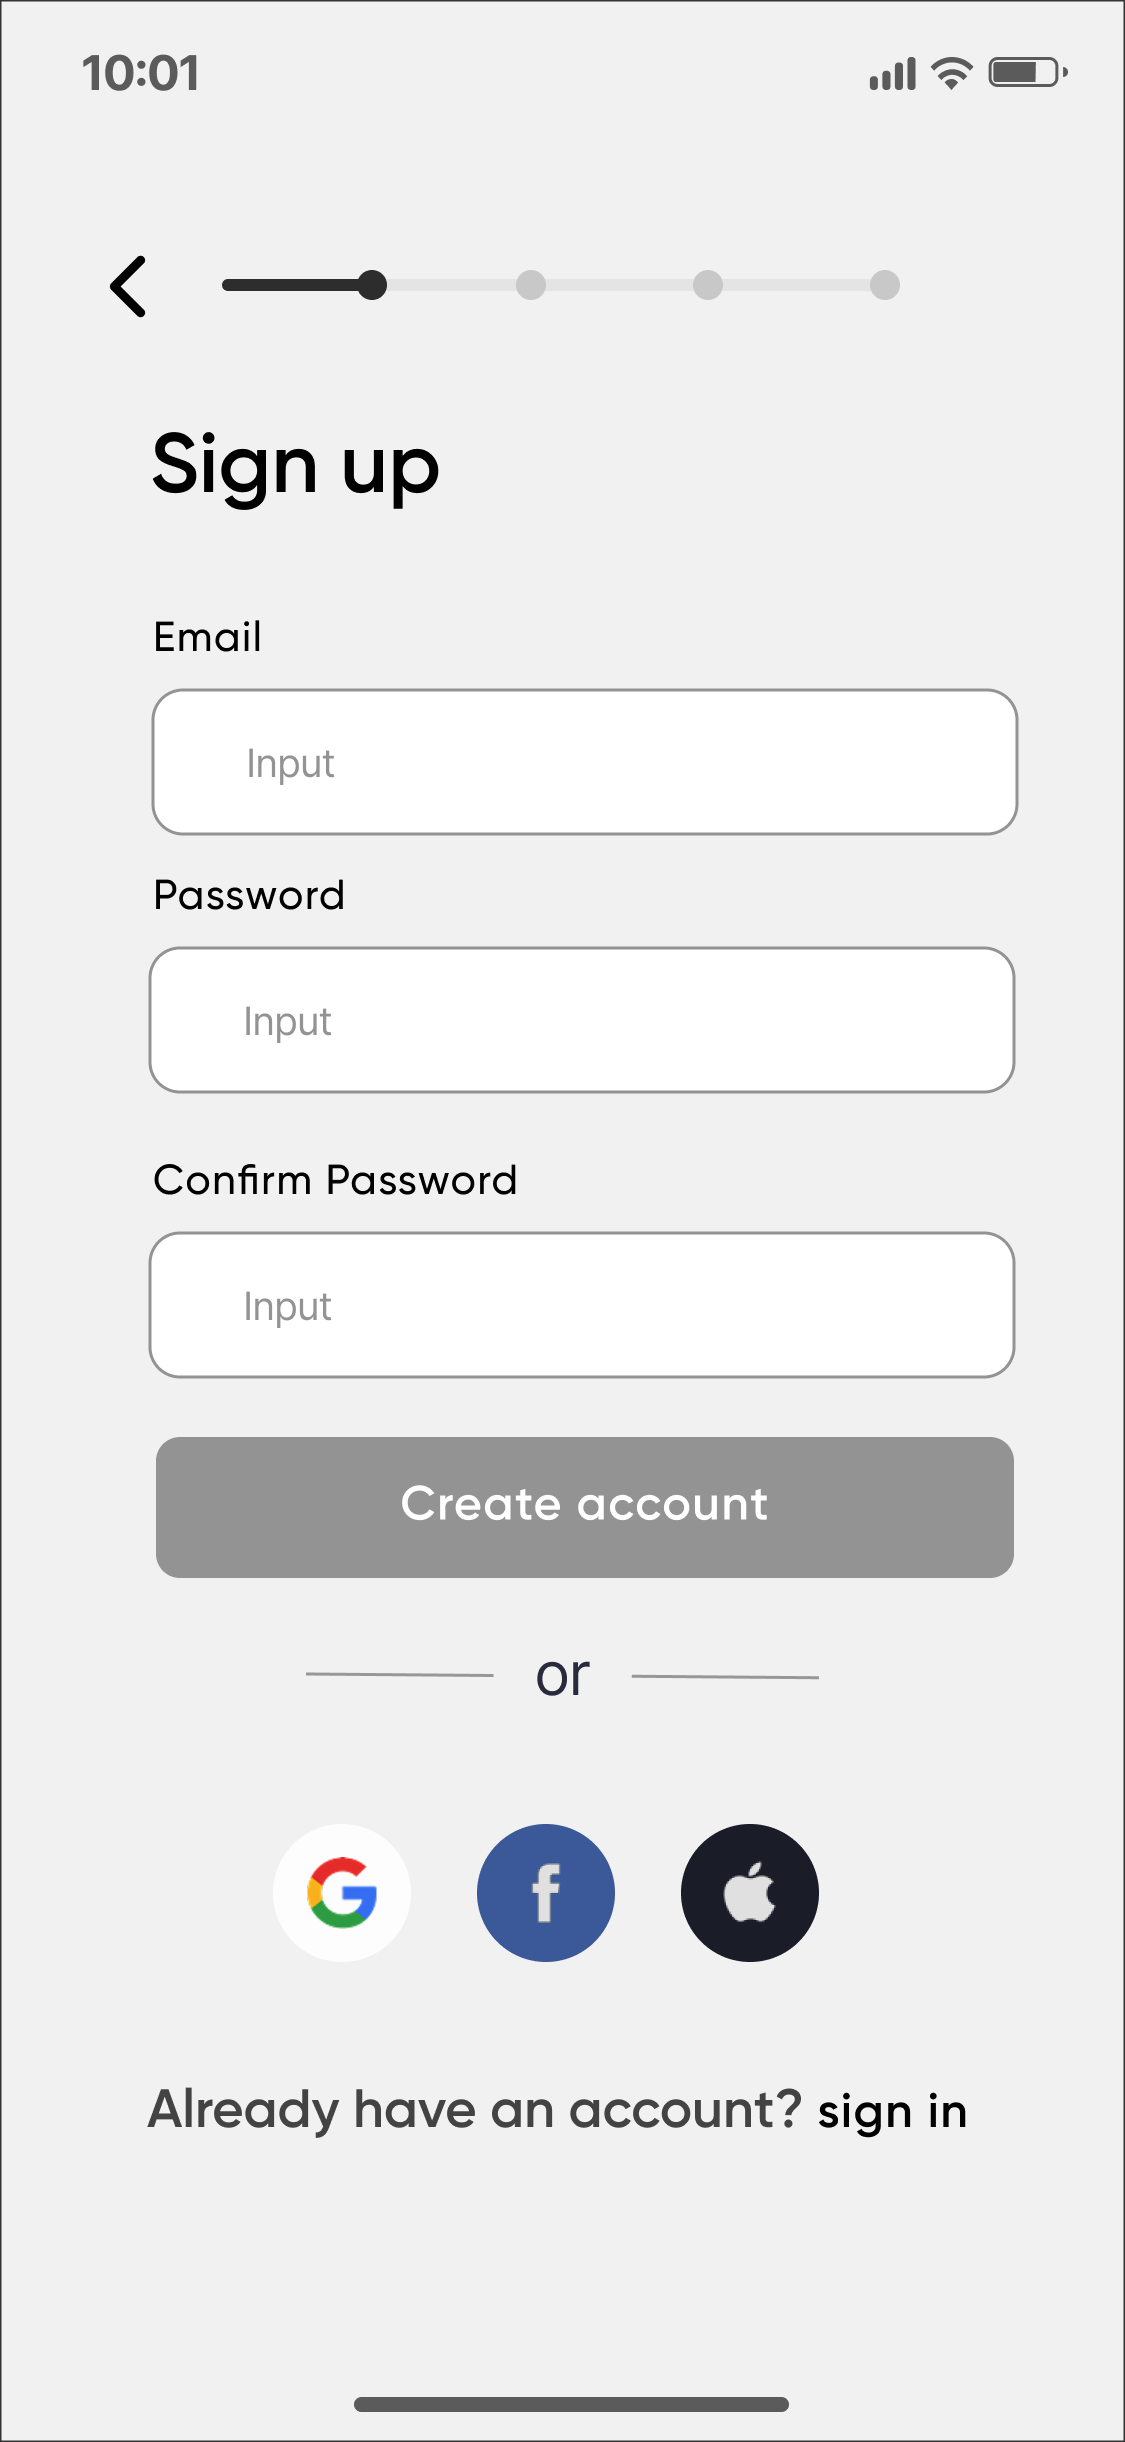 10:01
Sign up
Email
Input
Password
Input
Confirm Password
Input
Create account
or
Already have an account? sign in